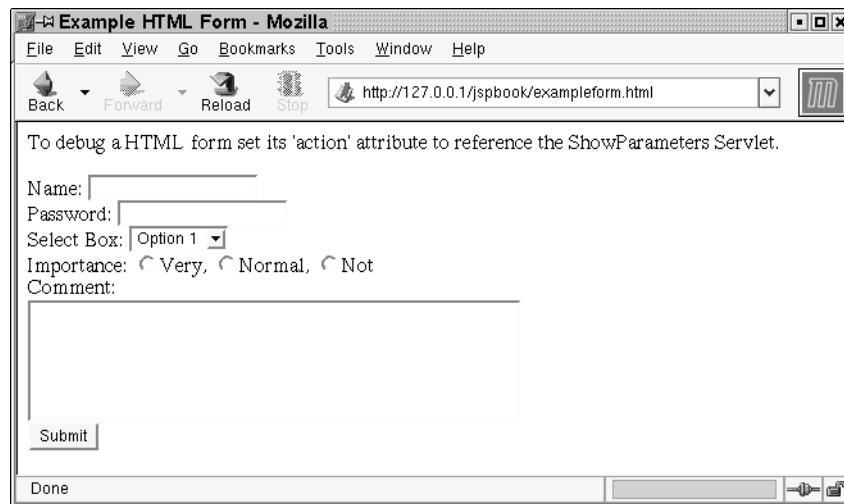 Example HTML Form - Mozilla
File Edit View Go Bookmarks Tools Window Help
Back Forward Reload Stop http://127.0.0.1/jspbook/exampleform.html
To debug a HTML form set its 'action' attribute to reference the ShowParameters Servlet.
Name:
Password:
Select Box: Option 1
Importance: Very, Normal, Not
Comment:
Submit
Done